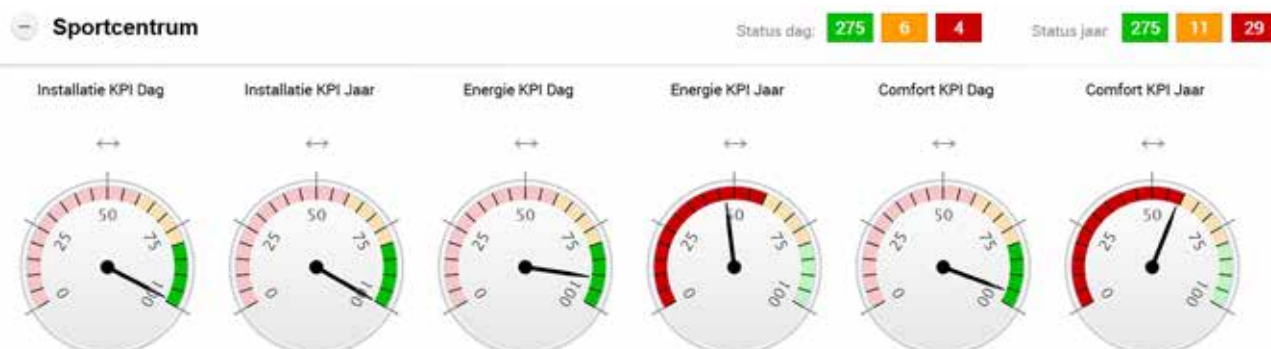 Sportcentrum Status dag: 275 6 4 Status jaar: 275 11 29
Installatie KPI Dag Installatie KPI Jaar Energie KPI Dag Energie KPI Jaar Comfort KPI Dag Comfort KPI Jaar
0 25 50 75 100 0 25 50 75 100 0 25 50 75 100 0 25 50 75 100 0 25 50 75 100 0 25 50 75 100